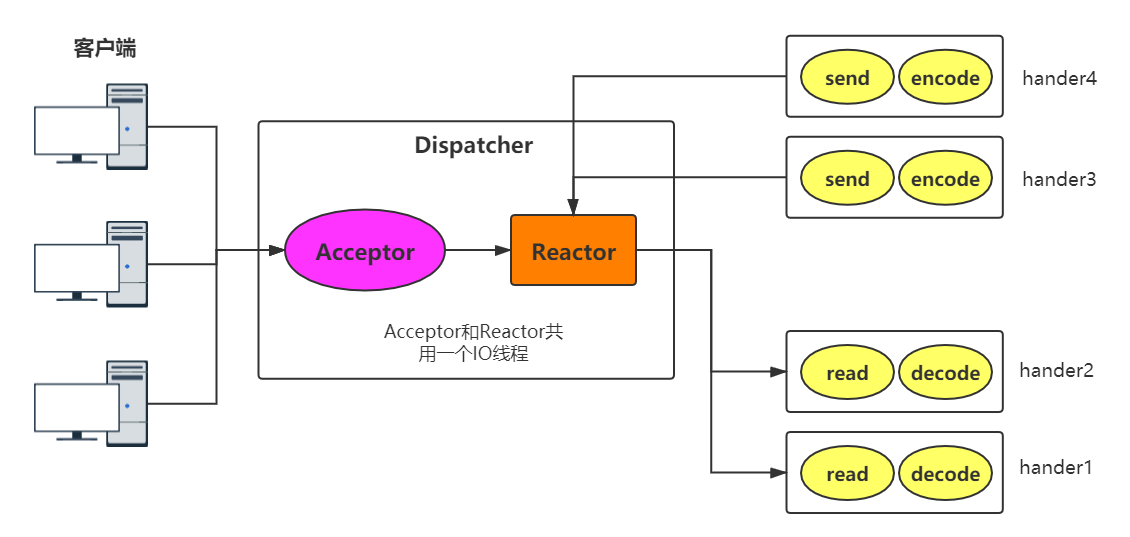 客户端
Dispatcher
Acceptor
Reactor
Acceptor和Reactor共
用一个IO线程
send
encode
hander4
send
encode
hander3
read
decode
hander2
read
decode
hander1